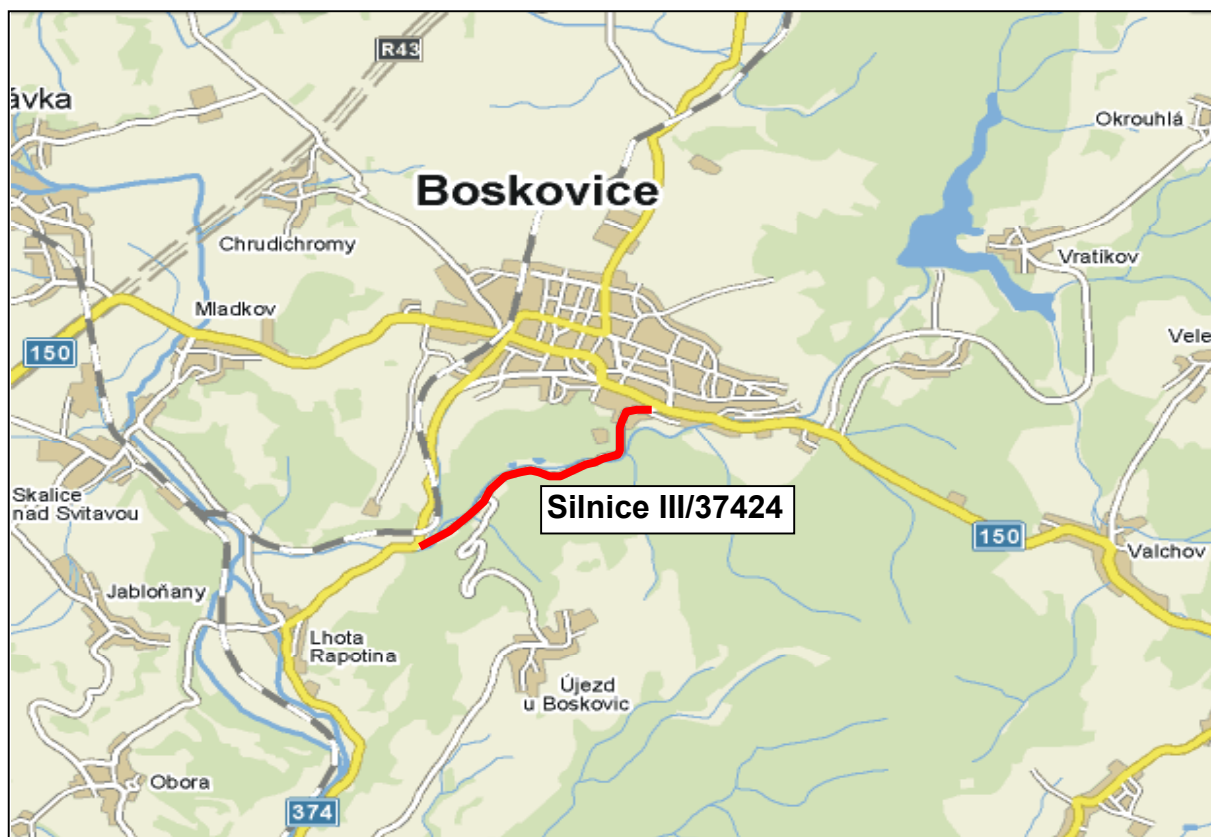 R43
ávka
Okrouhlá
Boskovice
Chrudichromy
Vratíkov
Mladkov
150
Vele
Silnice III/37424
Skalice
nad Svitavou
150
Valchov
Jabloňany
Lhota
Rapotina
Újezd
u Boskovic
Obora
374